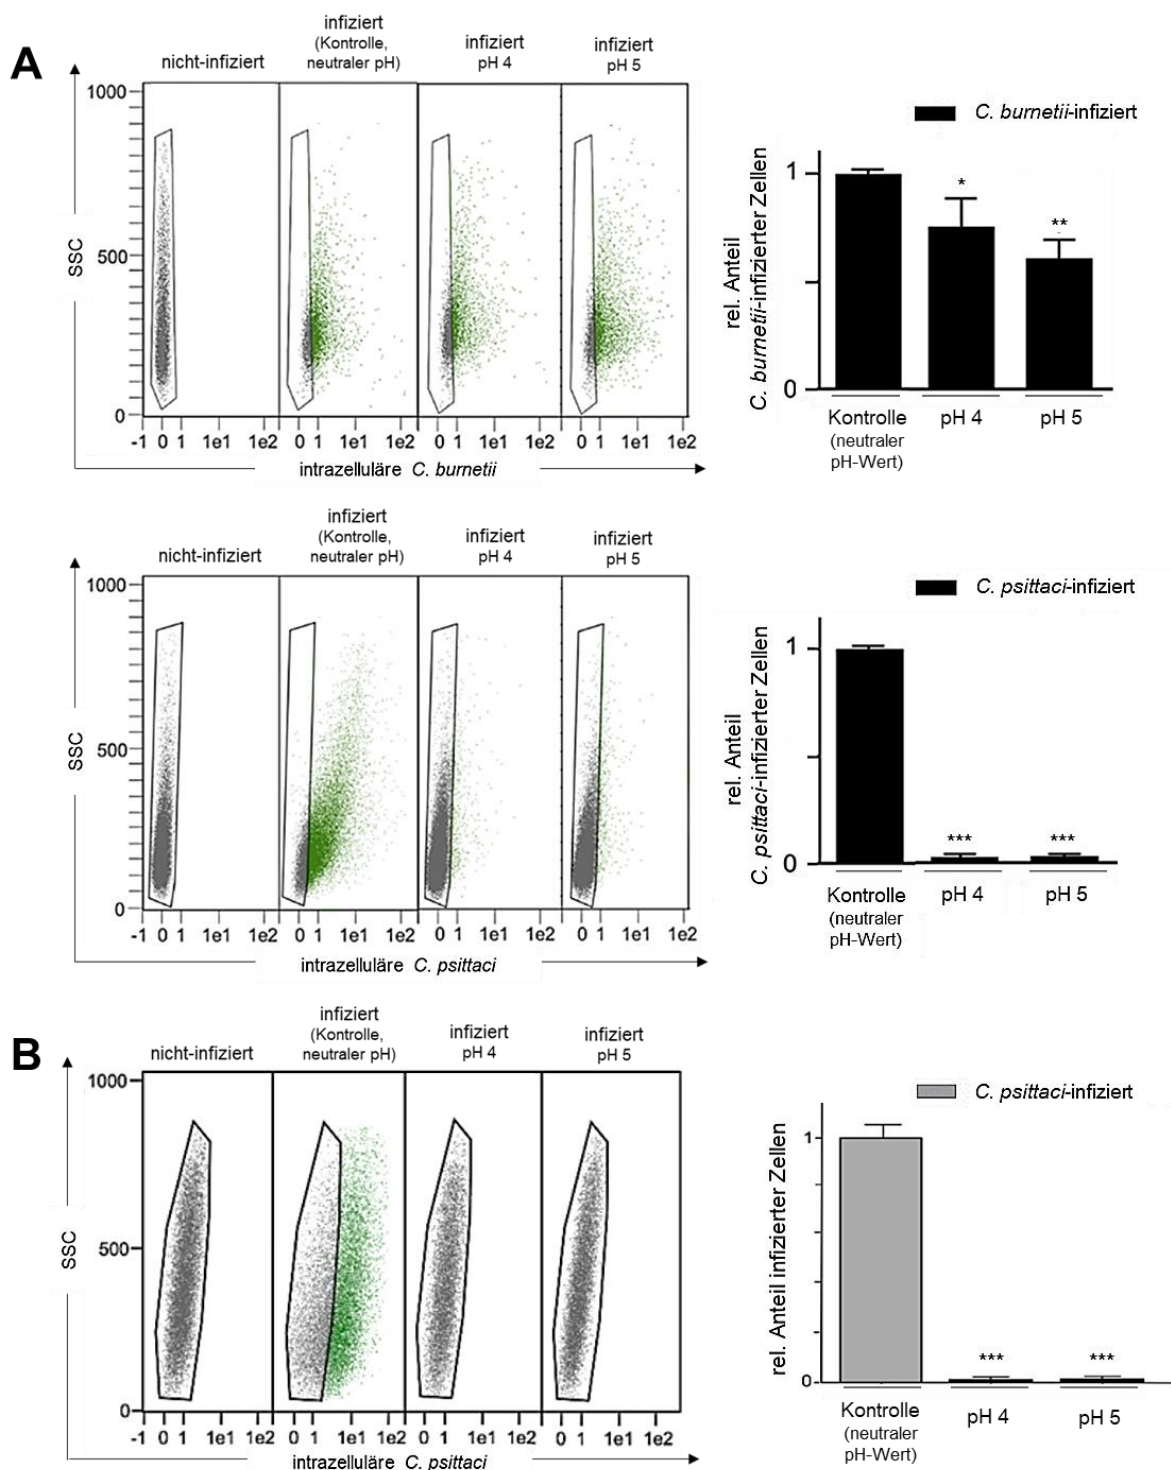 A
nicht-infiziert
infiziert
(Kontrolle,
neutraler pH)
infiziert
pH 4
infiziert
pH 5
1000
500
0
SSC
-1 0 1 1e1 1e2
0 1 1e1 1e2
0 1 1e1 1e2
0 1 1e1 1e2
intrazelluläre C. burnetii
C. burnetii-infiziert
rel. Anteil
C. burnetii-infizierter Zellen
1
0
*
**
Kontrolle
(neutraler
pH-Wert)
pH 4
pH 5
nicht-infiziert
infiziert
(Kontrolle,
neutraler pH)
infiziert
pH 4
infiziert
pH 5
1000
500
0
SSC
-1 0 1 1e1 1e2
0 1 1e1 1e2
0 1 1e1 1e2
0 1 1e1 1e2
intrazelluläre C. psittaci
C. psittaci-infiziert
rel. Anteil
C. psittaci-infizierter Zellen
1
0
***
***
Kontrolle
(neutraler
pH-Wert)
pH 4
pH 5
B
nicht-infiziert
infiziert
(Kontrolle,
neutraler pH)
infiziert
pH 4
infiziert
pH 5
1000
500
0
SSC
-1 0 1 1e1 1e2
0 1 1e1 1e2
0 1 1e1 1e2
0 1 1e1 1e2
intrazelluläre C. psittaci
C. psittaci-infiziert
rel. Anteil infizierter Zellen
1
0
***
***
Kontrolle
(neutraler
pH-Wert)
pH 4
pH 5